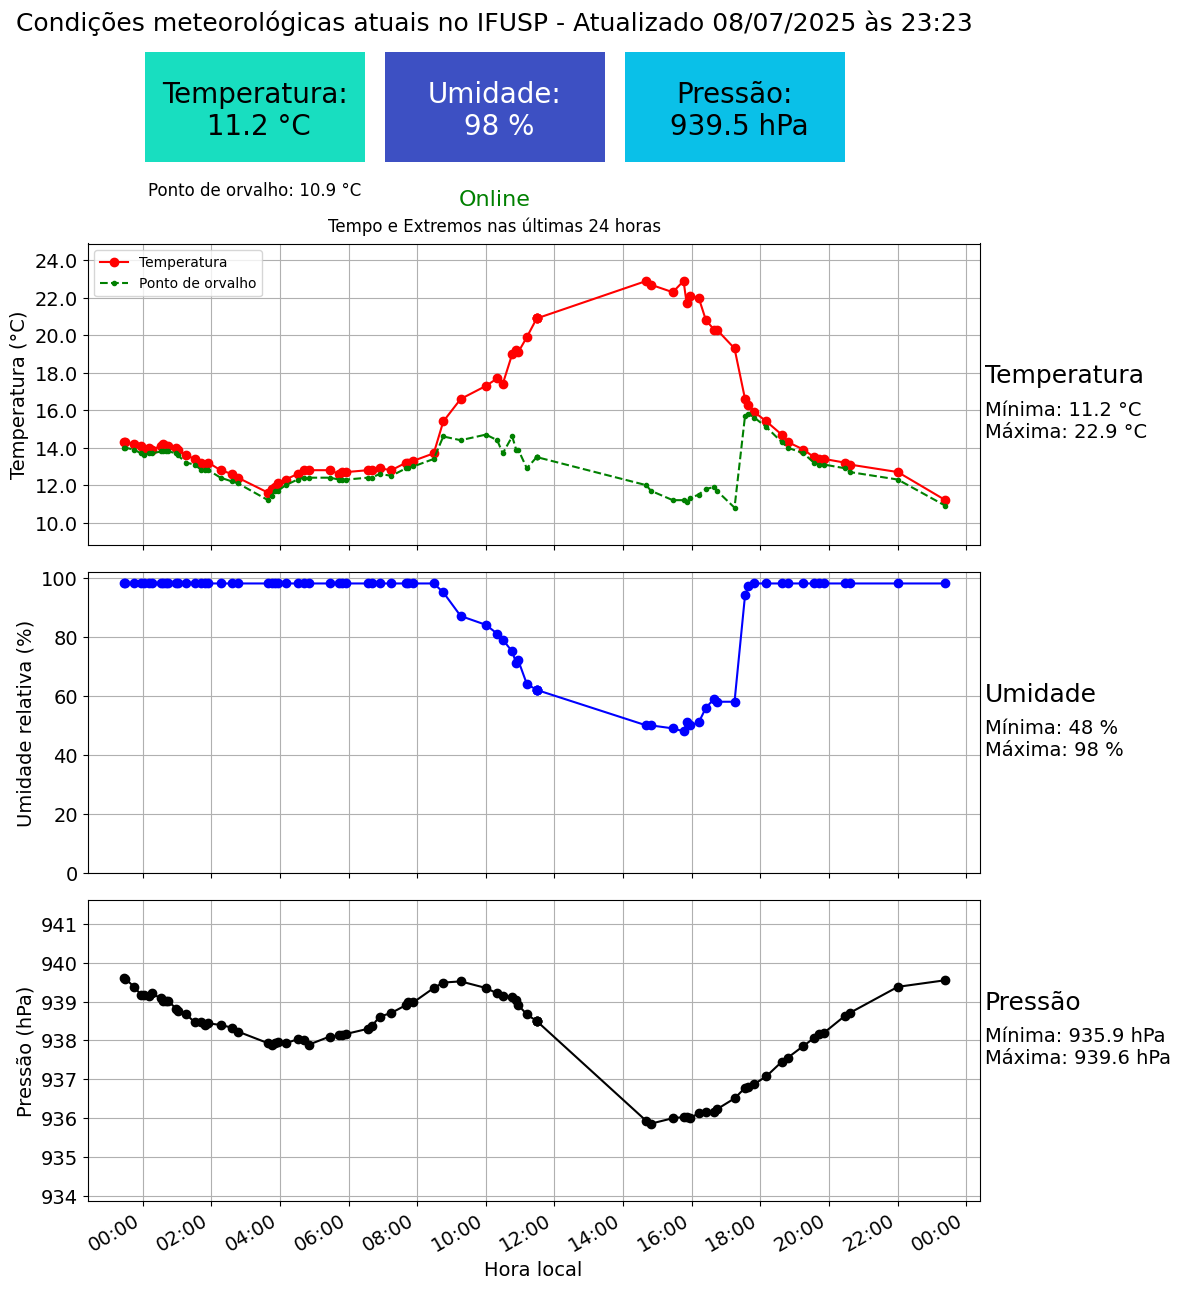 Condições meteorológicas atuais no IFUSP - Atualizado 08/07/2025 às 23:23
Temperatura:
11.2 °C
Umidade:
98 %
Pressão:
939.5 hPa
Ponto de orvalho: 10.9 °C
Online
Tempo e Extremos nas últimas 24 horas
Temperatura (°C)
24.0
22.0
20.0
18.0
16.0
14.0
12.0
10.0
Temperatura
Ponto de orvalho
Temperatura
Mínima: 11.2 °C
Máxima: 22.9 °C
Umidade relativa (%)
100
80
60
40
20
0
Umidade
Mínima: 48 %
Máxima: 98 %
Pressão (hPa)
941
940
939
938
937
936
935
934
Pressão
Mínima: 935.9 hPa
Máxima: 939.6 hPa
00:00 02:00 04:00 06:00 08:00 10:00 12:00 14:00 16:00 18:00 20:00 22:00 00:00
Hora local